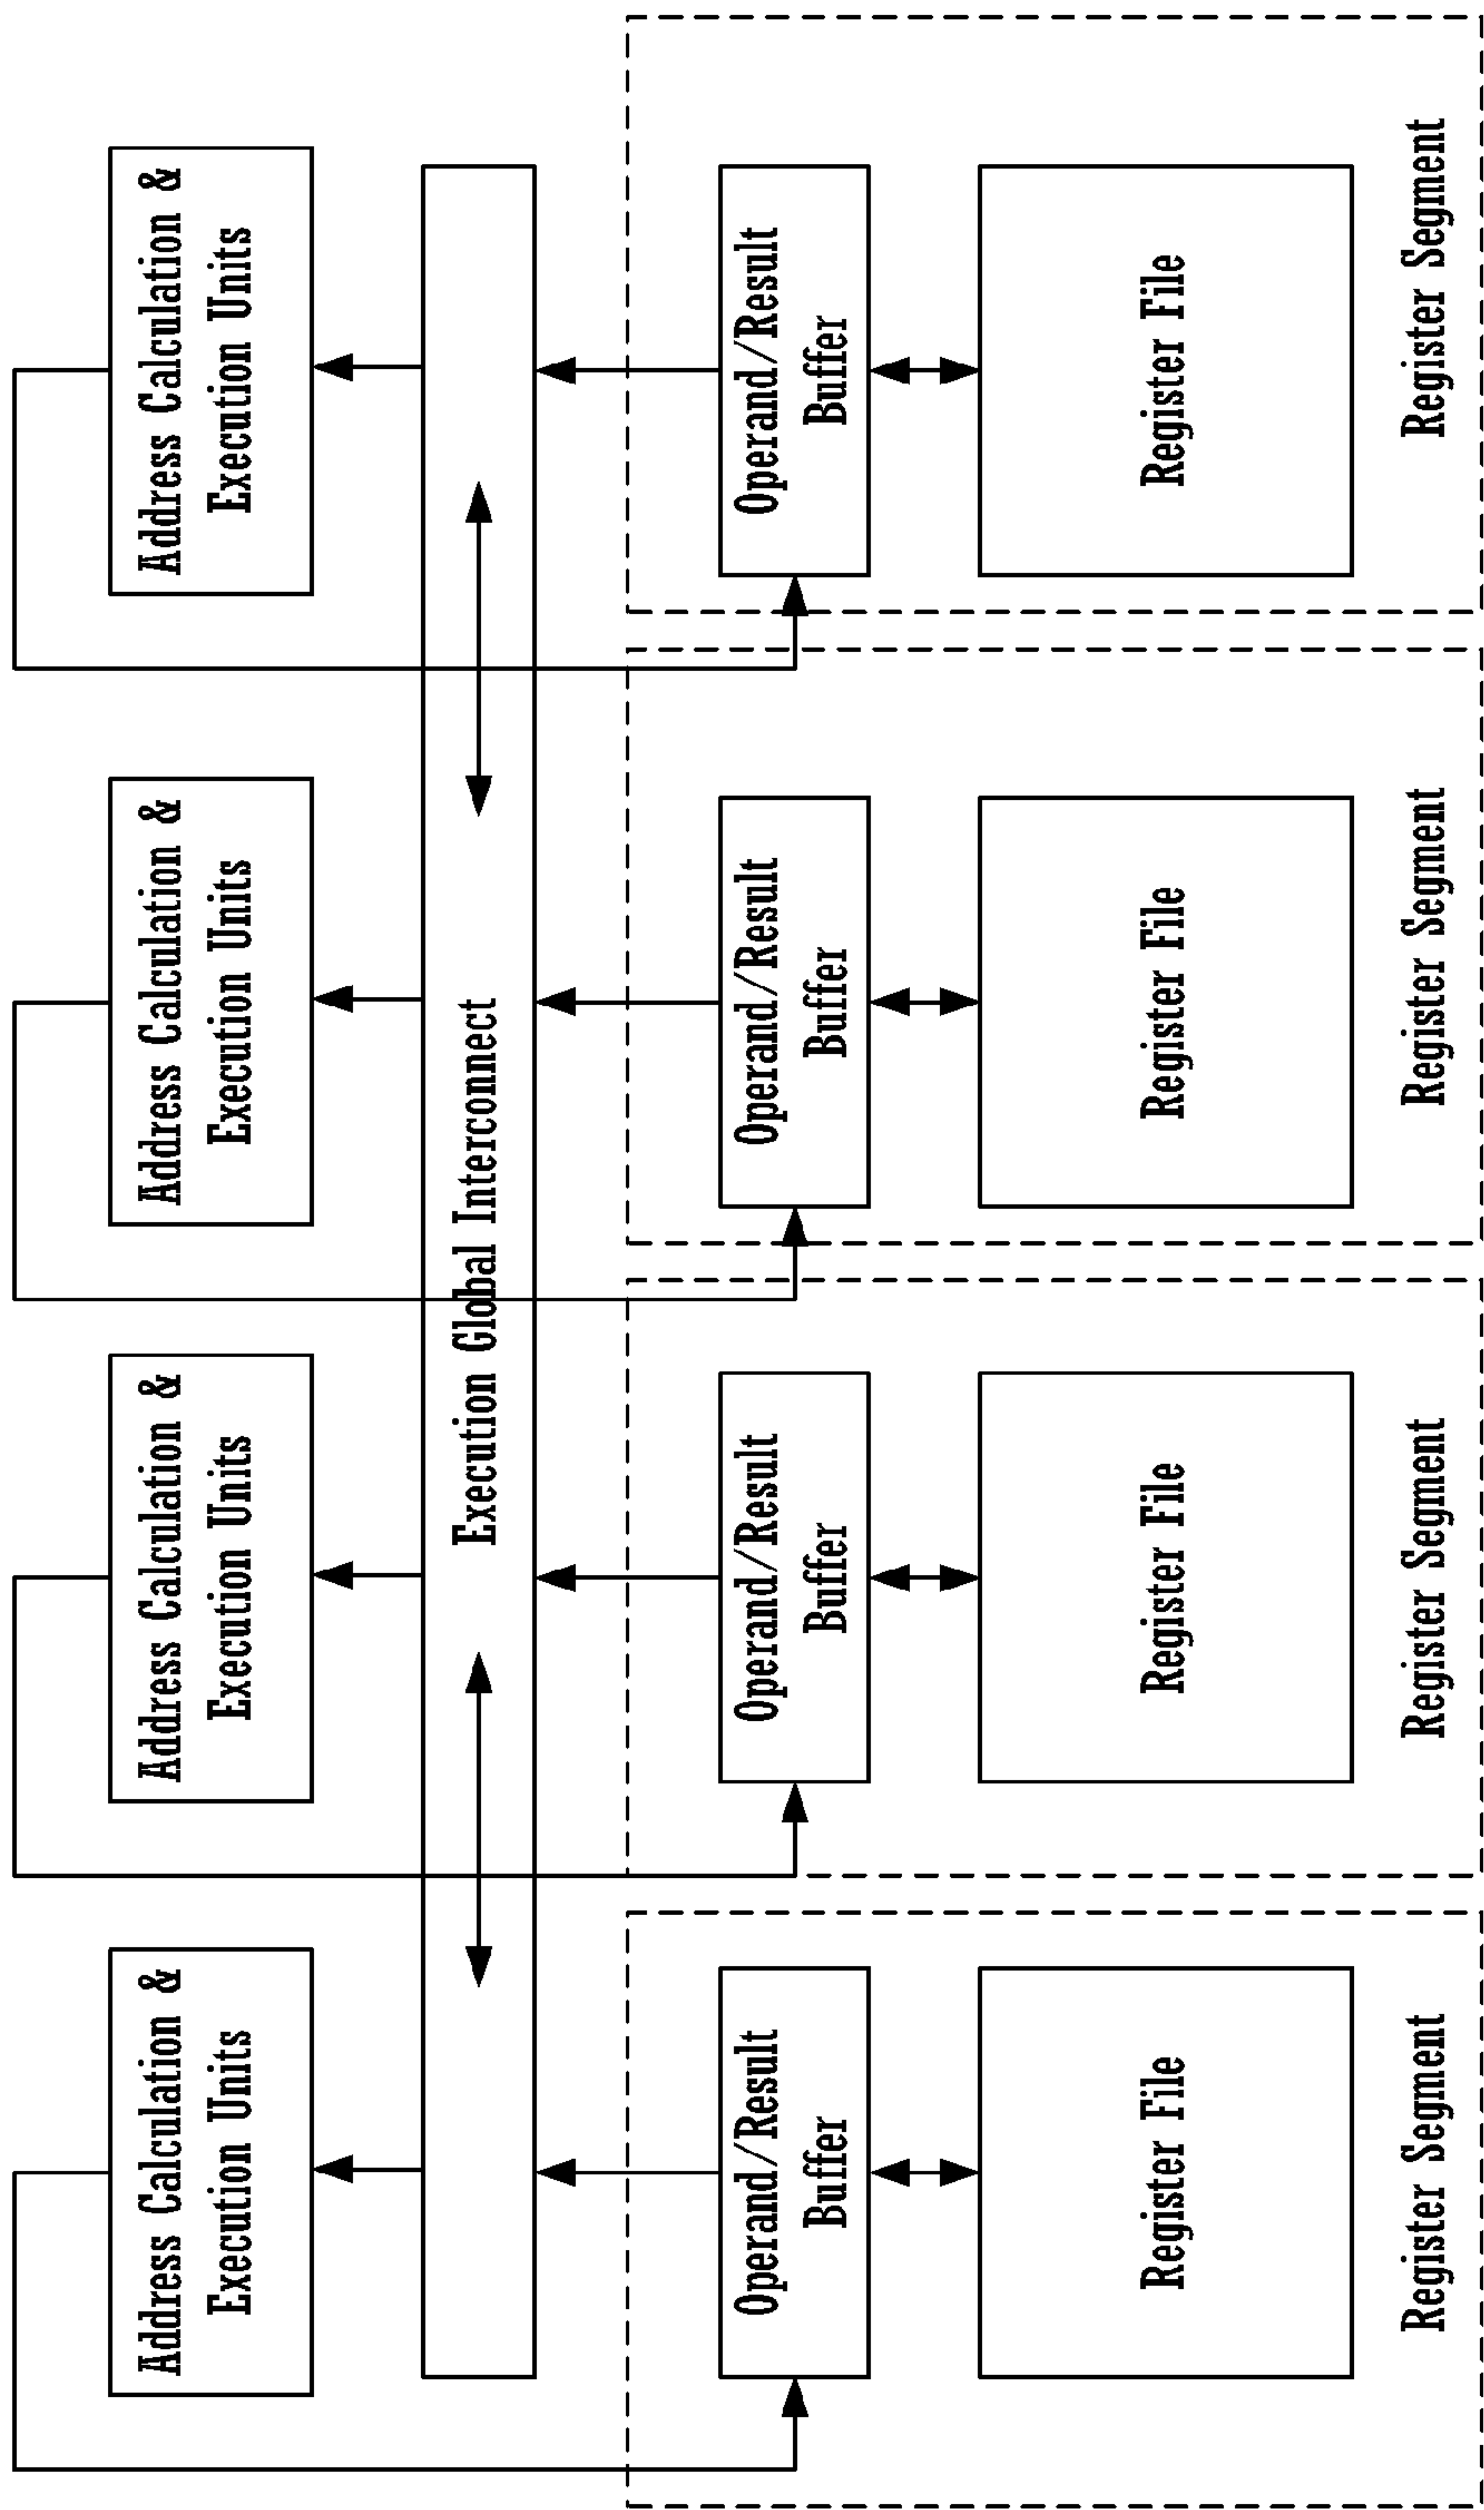 Address Calculation &
Execution Units
Address Calculation &
Execution Units
Address Calculation &
Execution Units
Address Calculation &
Execution Units
Execution Global Interconnect
Operand/Result
Buffer
Operand/Result
Buffer
Operand/Result
Buffer
Operand/Result
Buffer
Register File
Register File
Register File
Register File
Register Segment
Register Segment
Register Segment
Register Segment